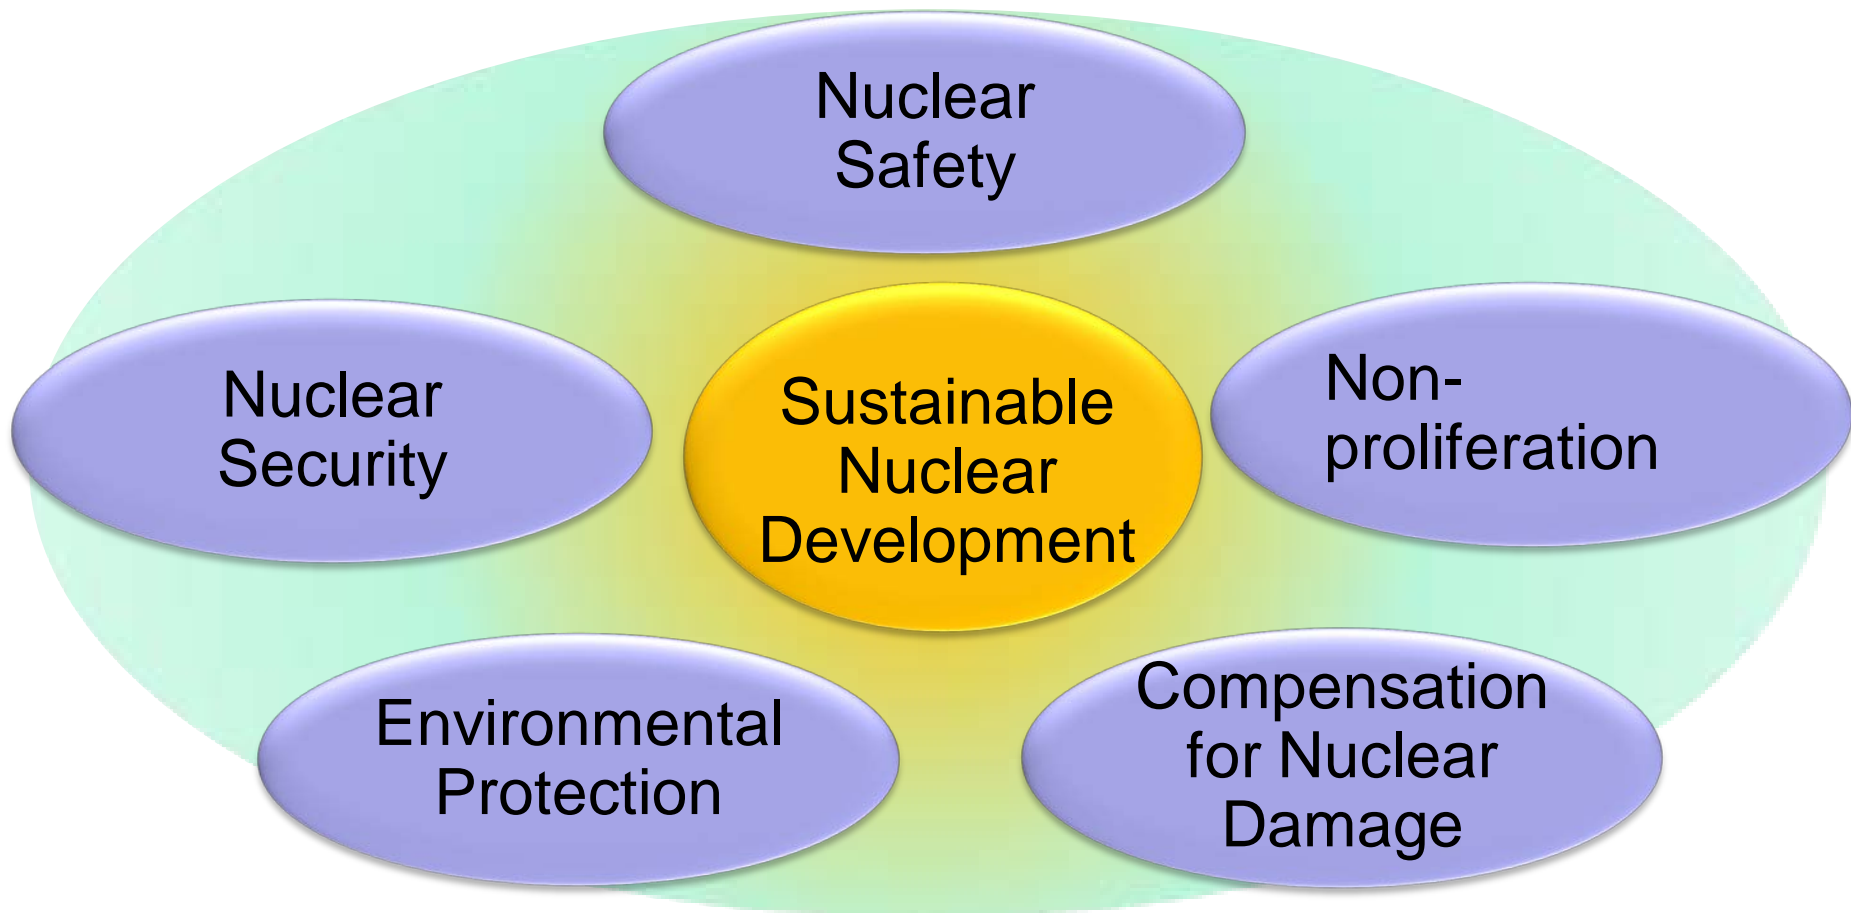 Nuclear
Safety
Nuclear
Security
Sustainable
Nuclear
Development
Non-
proliferation
Environmental
Protection
Compensation
for Nuclear
Damage